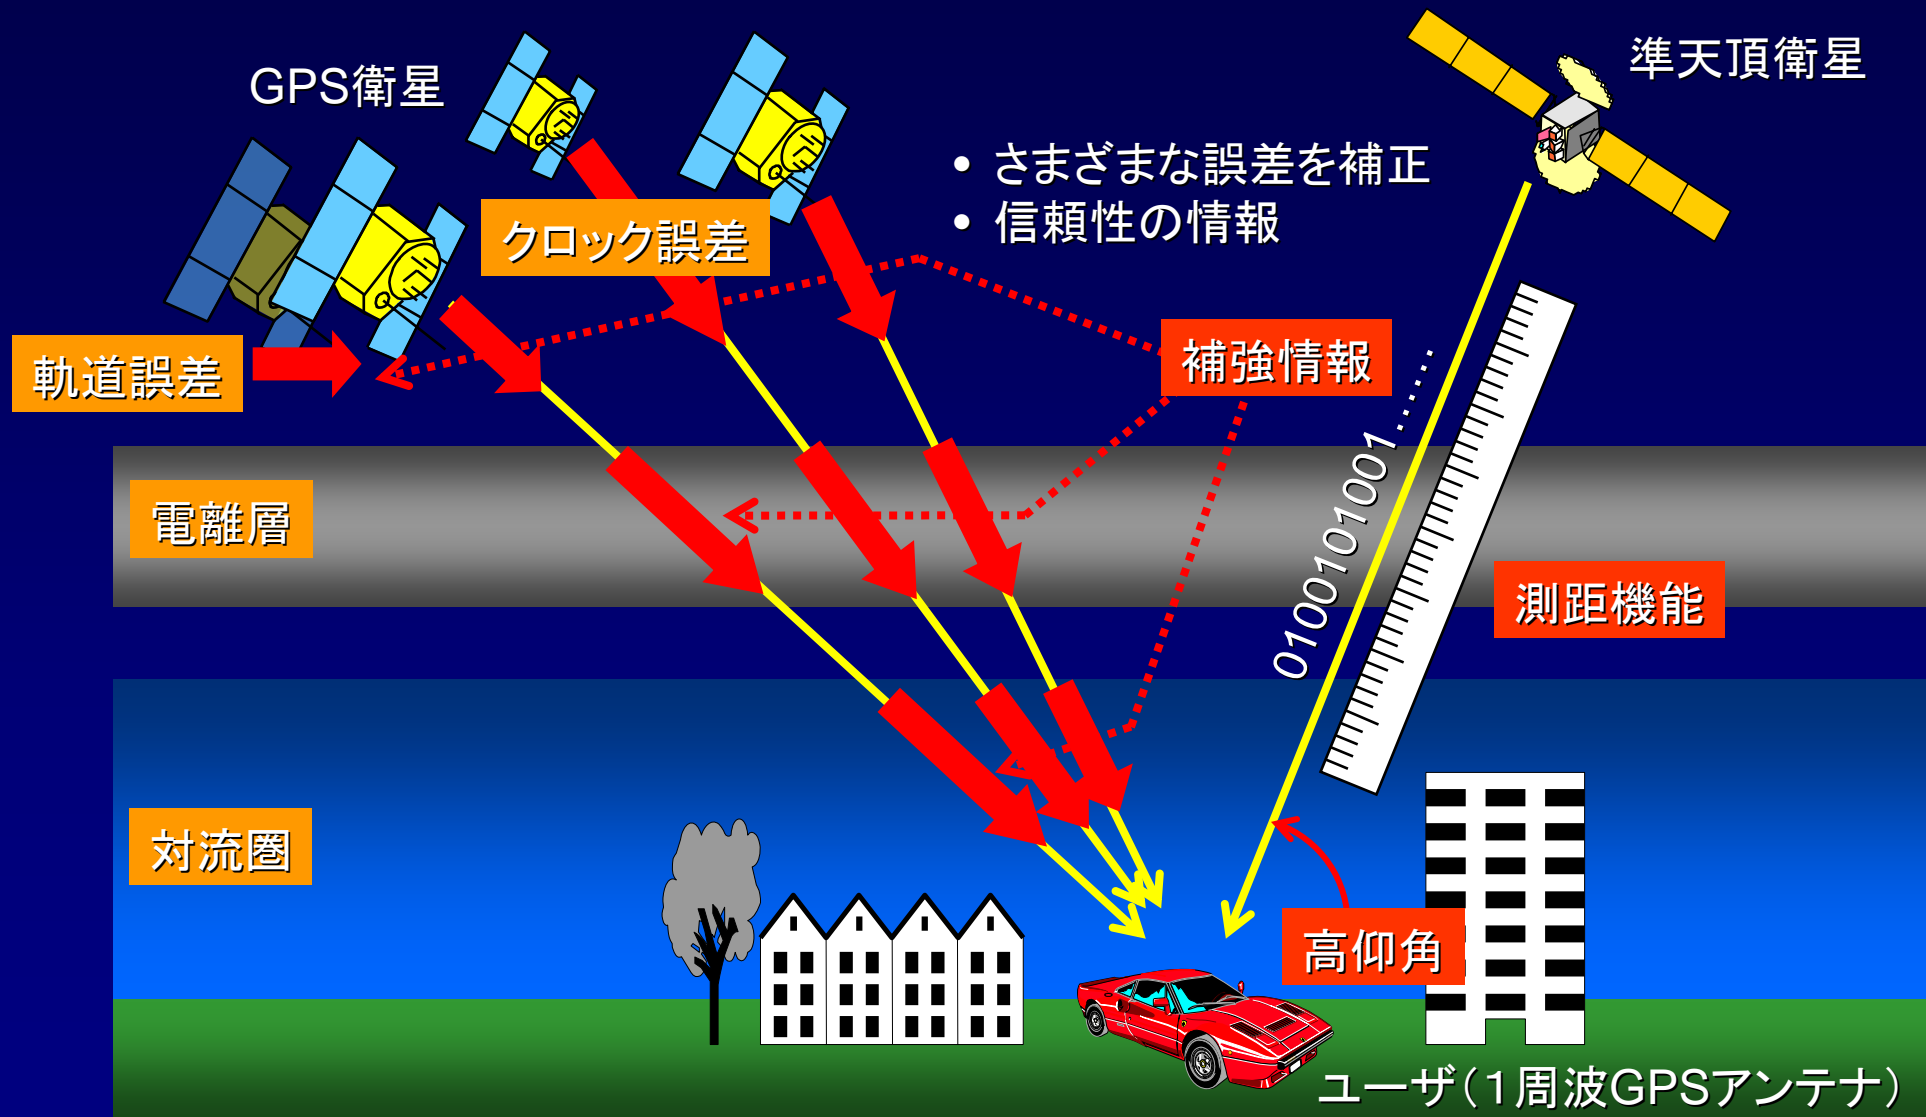 GPS衛星
準天頂衛星
• さまざまな誤差を補正
• 信頼性の情報
クロック誤差
軌道誤差
補強情報
電離層
010010101001……
測距機能
対流圏
高仰角
ユーザ（１周波GPSアンテナ）